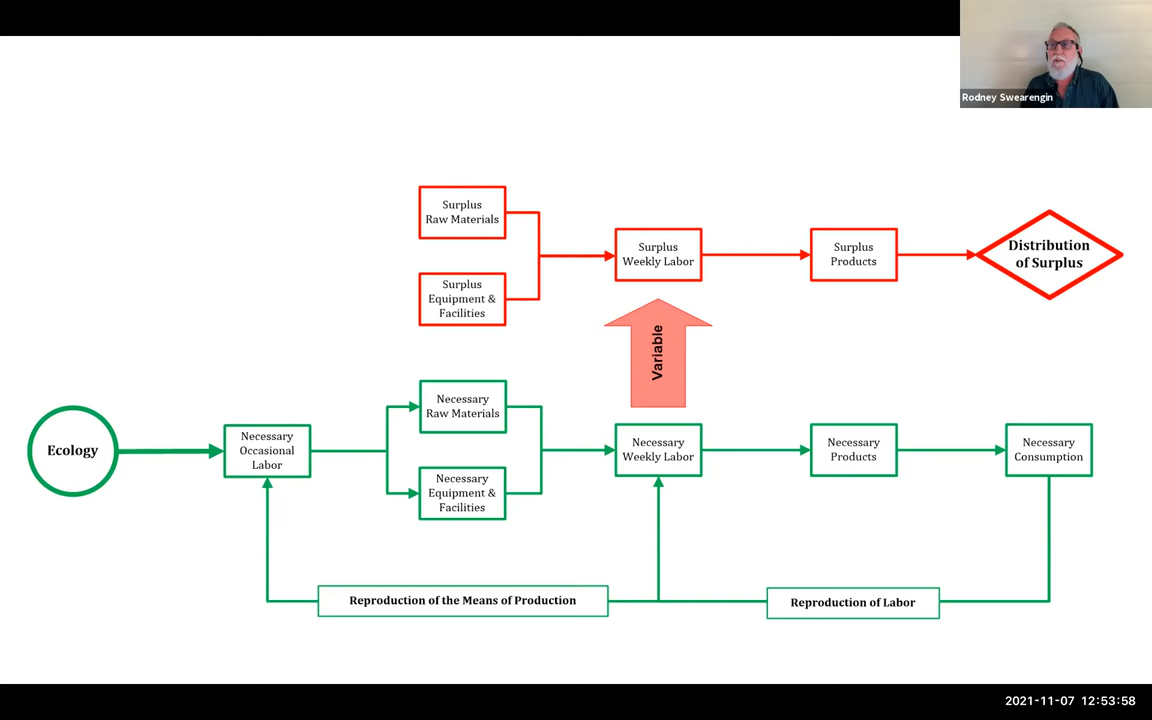 Rodney Swearengin
Surplus
Raw Materials
Surplus
Equipment &
Facilities
Surplus
Weekly Labor
Surplus
Products
Distribution
of Surplus
Variable
Ecology
Necessary
Occasional
Labor
Necessary
Raw Materials
Necessary
Equipment &
Facilities
Necessary
Weekly Labor
Necessary
Products
Necessary
Consumption
Reproduction of the Means of Production
Reproduction of Labor
2021-11-07 12:53:58